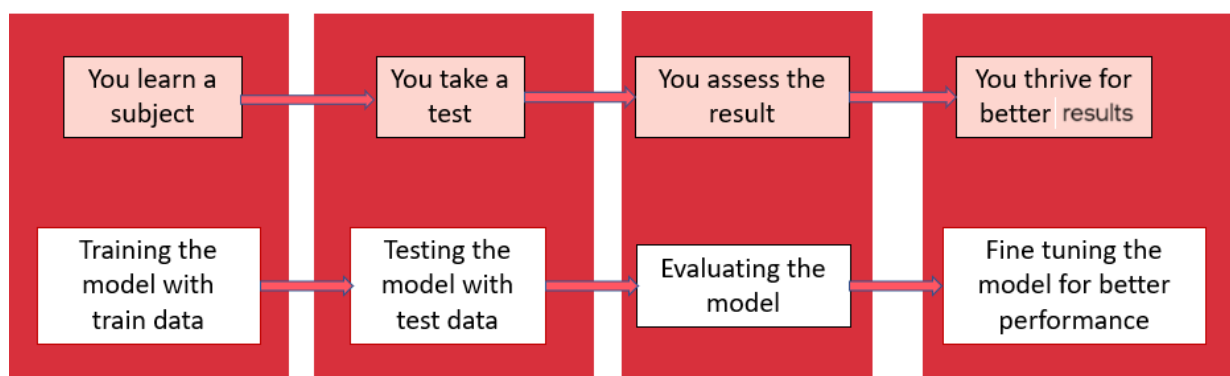 You learn a
subject
You take a
test
You assess the
result
You thrive for
better results
Training the
model with
train data
Testing the
model with
test data
Evaluating the
model
Fine tuning the
model for better
performance